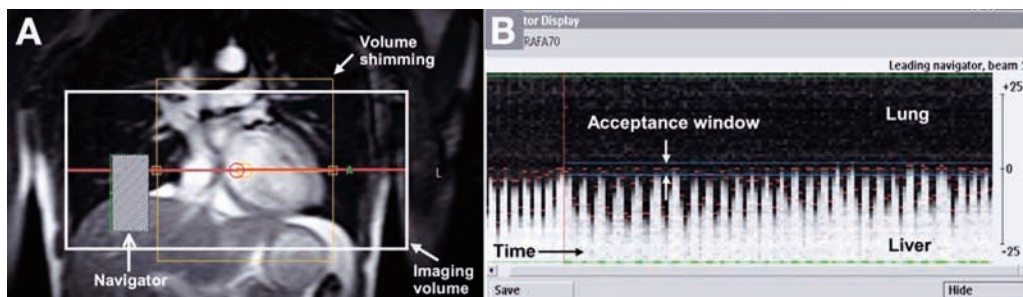 A
Volume
shimming
A
L
Navigator
Imaging
volume
B
tor Display
RAFA70
Leading navigator, beam 1
+25
Lung
Acceptance window
0
Time
Liver
-25
Save
Hide